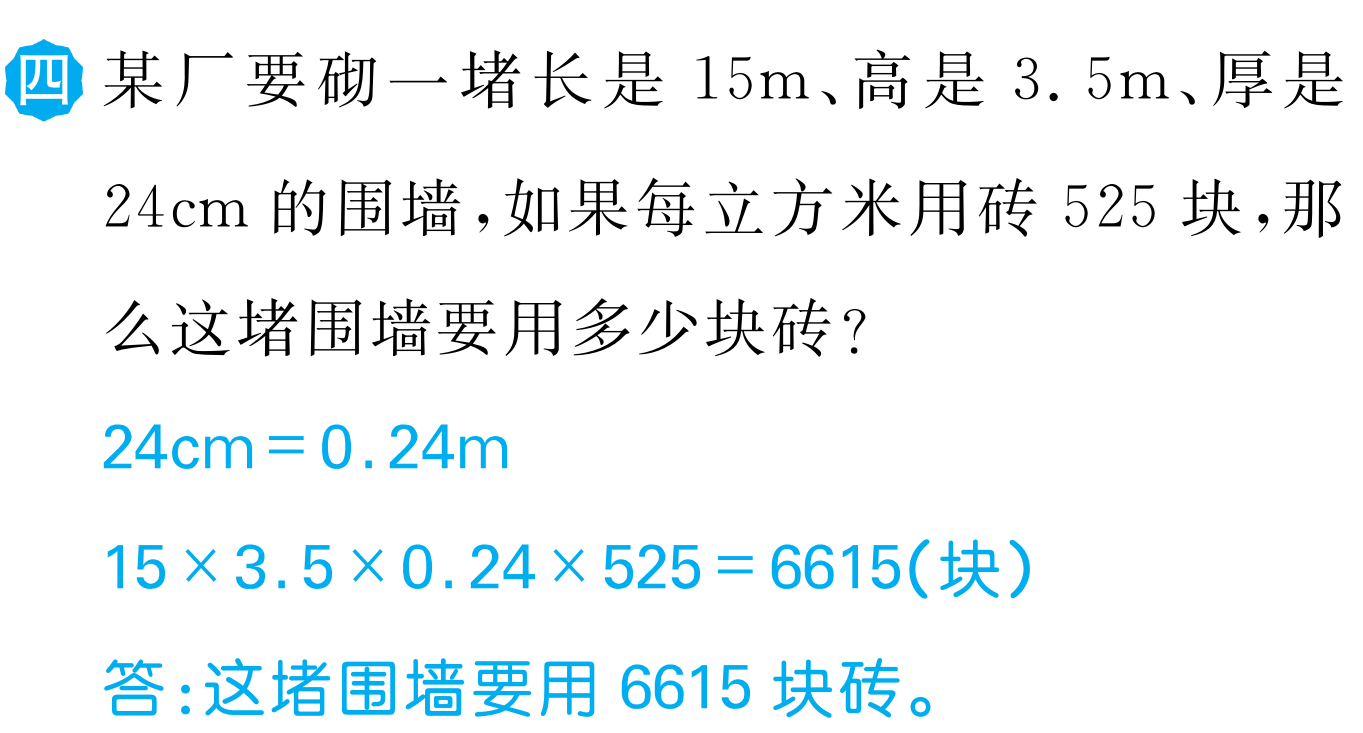 四 某厂要砌一堵长是 15m、高是 3.5m、厚是
24cm 的围墙,如果每立方米用砖 525 块,那
么这堵围墙要用多少块砖?
24cm=0.24m
15×3.5×0.24×525=6615(块)
答:这堵围墙要用 6615 块砖。